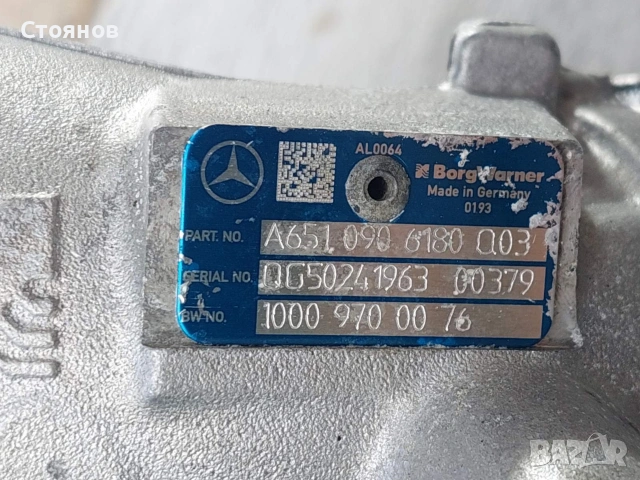 Стоянов
AL0064
BorgWarner
Made in Germany
0193
PART. NO. A651 090 6180 Q03
SERIAL NO. QG50241963 00379
BW NO. 1000 970 00 76
BAZAR